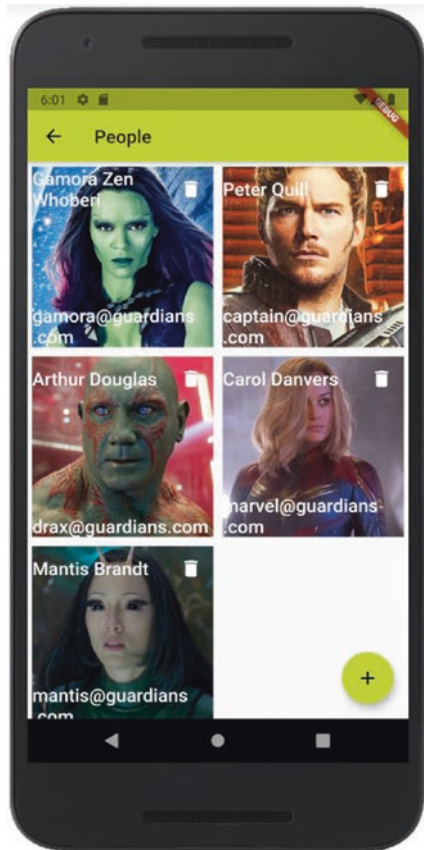 6:01
DEBUG
People
Gamora Zen
Whoberi
gamora@guardians
.com
Peter Quill
captain@guardians
.com
Arthur Douglas
drax@guardians.com
Carol Danvers
marvel@guardians
.com
Mantis Brandt
mantis@guardians
.com
+